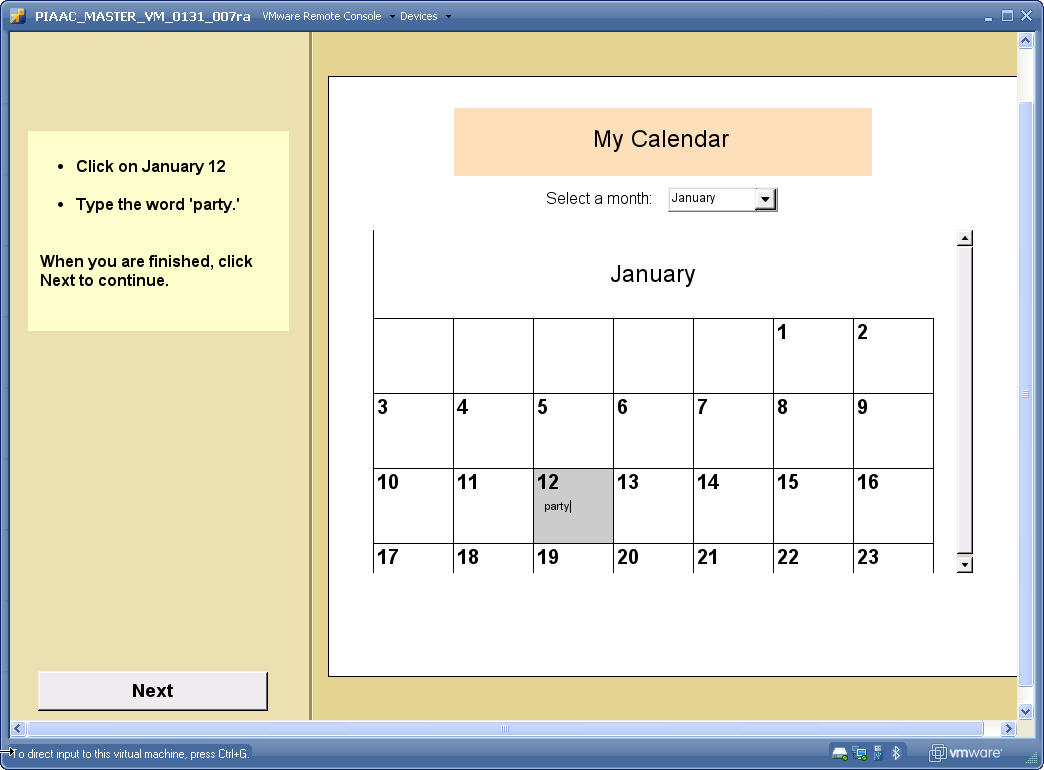 PIAAC_MASTER_VM_0131_007ra VMware Remote Console Devices
• Click on January 12
• Type the word 'party.'
When you are finished, click
Next to continue.
Next
My Calendar
Select a month: January
January
1 2
3 4 5 6 7 8 9
10 11 12 13 14 15 16
party
17 18 19 20 21 22 23
To direct input to this virtual machine, press Ctrl+G.
vmware